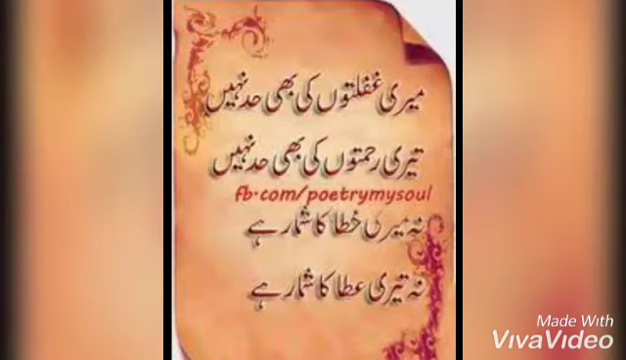 میری غفلتوں کی بھی حد نہیں
تیری رحمتوں کی بھی حد نہیں
fb.com/poetrymysoul
نہ میری خطا کا شمار ہے
نہ تیری عطا کا شمار ہے
Made With
VivaVideo